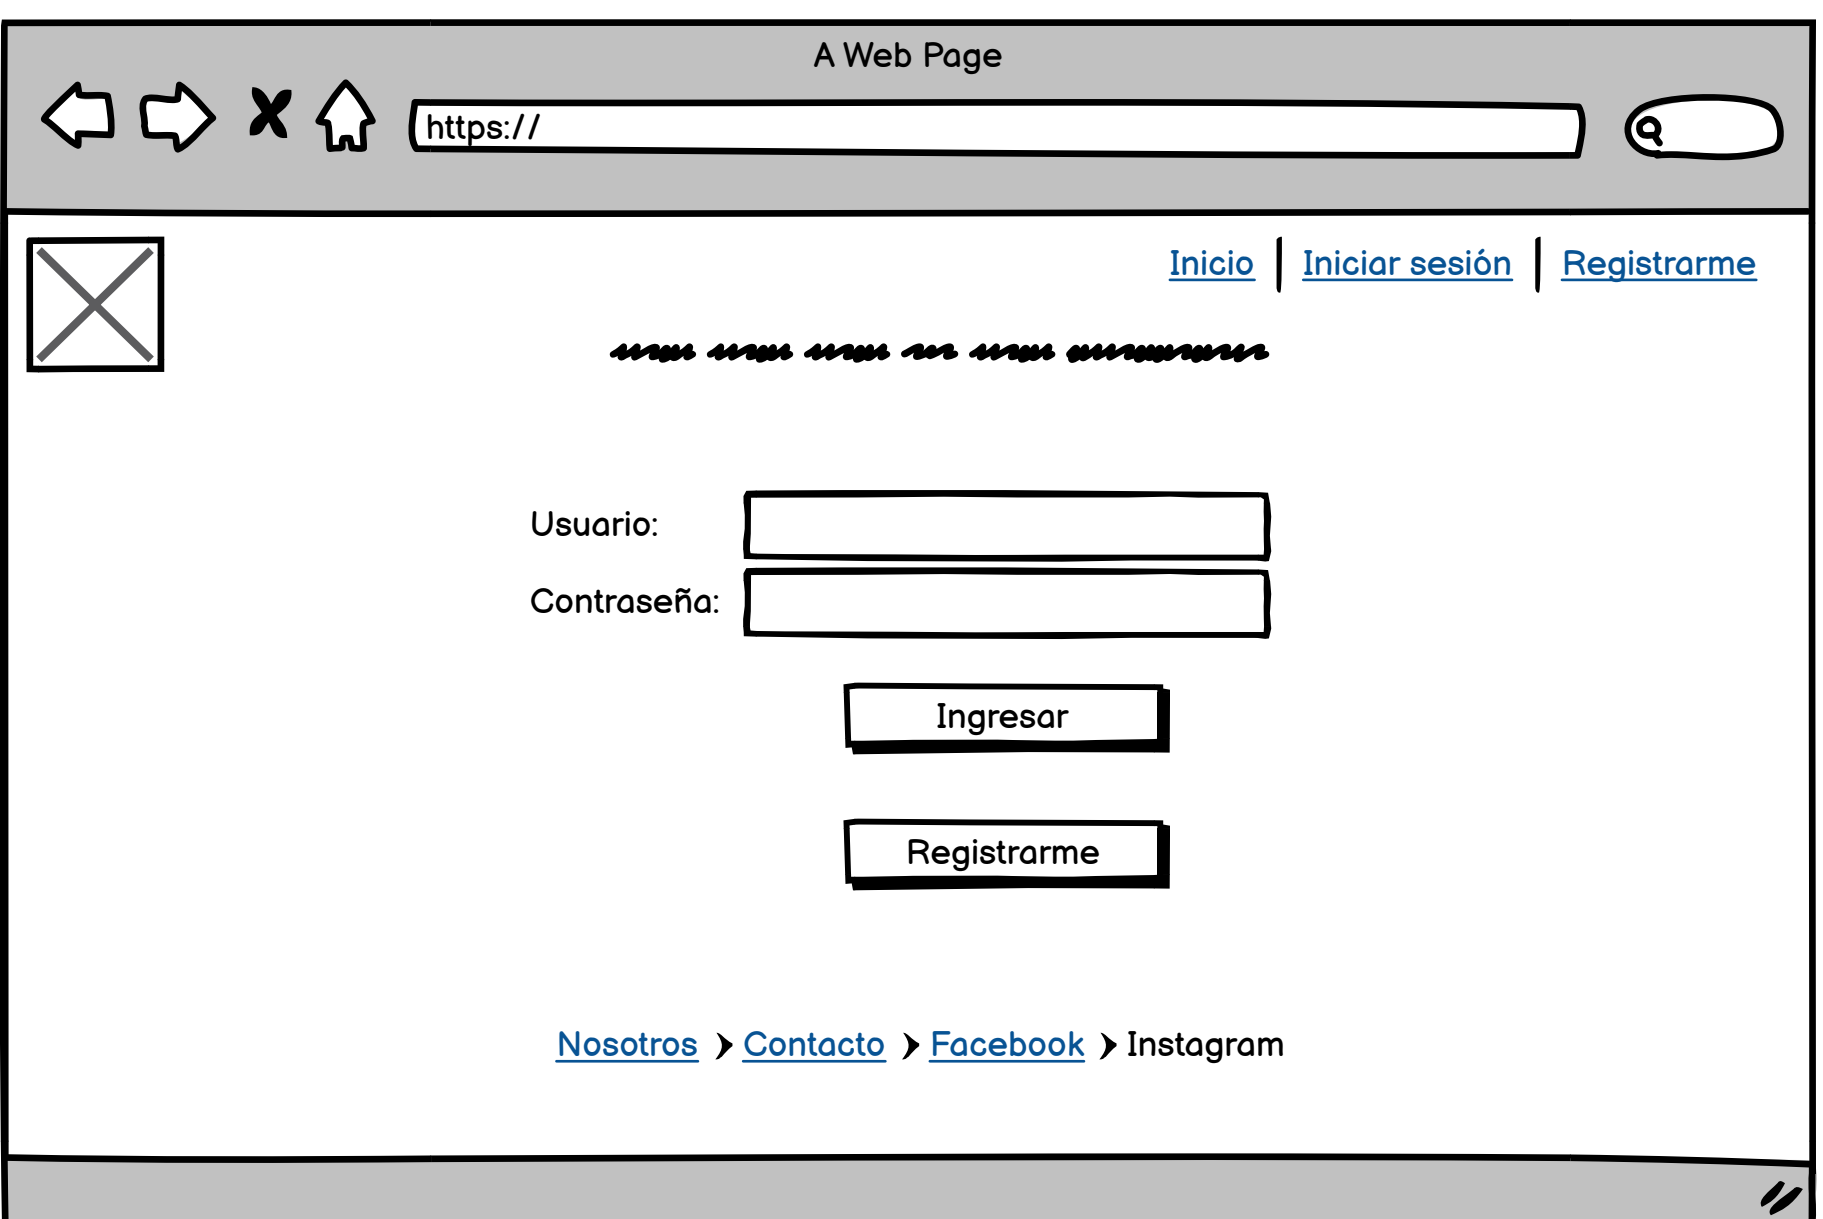 A Web Page
https://
Inicio | Iniciar sesión | Registrarme
Usuario:
Contraseña:
Ingresar
Registrarme
Nosotros > Contacto > Facebook > Instagram